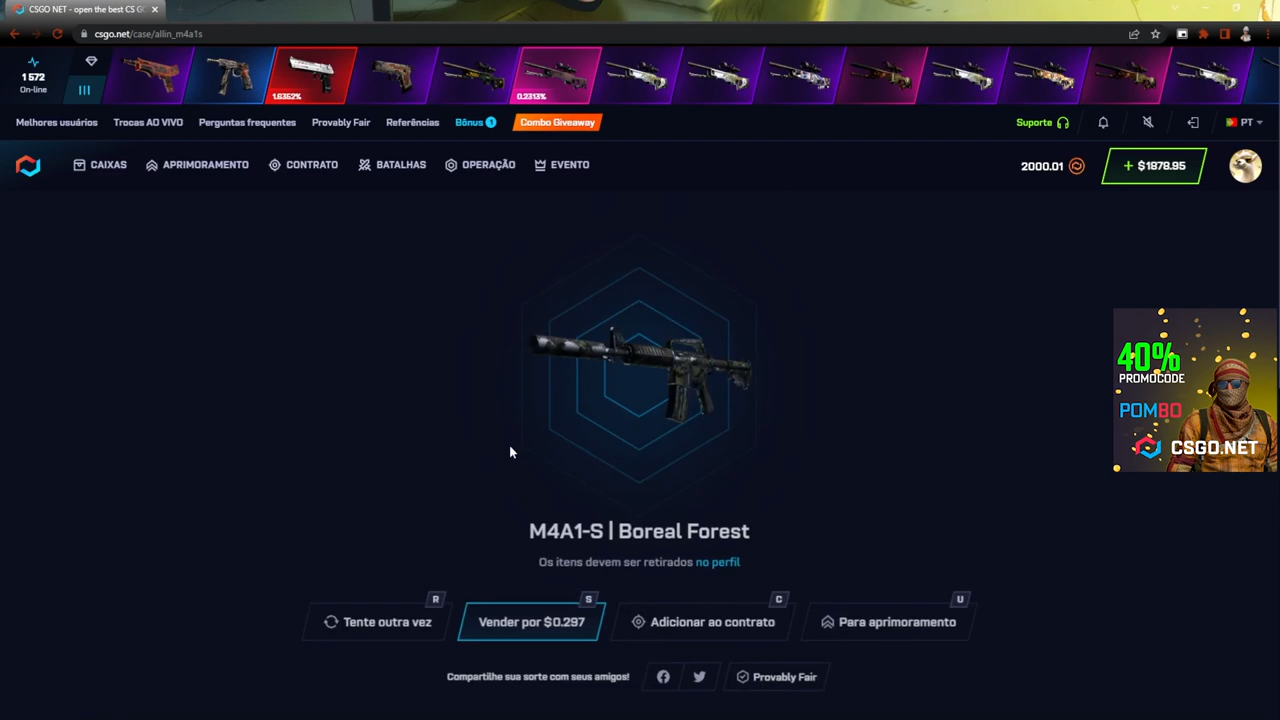 CSGO NET - open the best CS GO
csgo.net/case/allin_m4a1s
1 572
On-line
1.6352%
0.2313%
Melhores usuários
Trocas AO VIVO
Perguntas frequentes
Provably Fair
Referências
Bônus 1
Combo Giveaway
Suporte
PT
CAIXAS
APRIMORAMENTO
CONTRATO
BATALHAS
OPERAÇÃO
EVENTO
2000.01
+ $1878.95
40%
PROMOCODE
POMBO
CSGO.NET
M4A1-S | Boreal Forest
Os itens devem ser retirados no perfil
R
Tente outra vez
S
Vender por $0.297
C
Adicionar ao contrato
U
Para aprimoramento
Compartilhe sua sorte com seus amigos!
Provably Fair